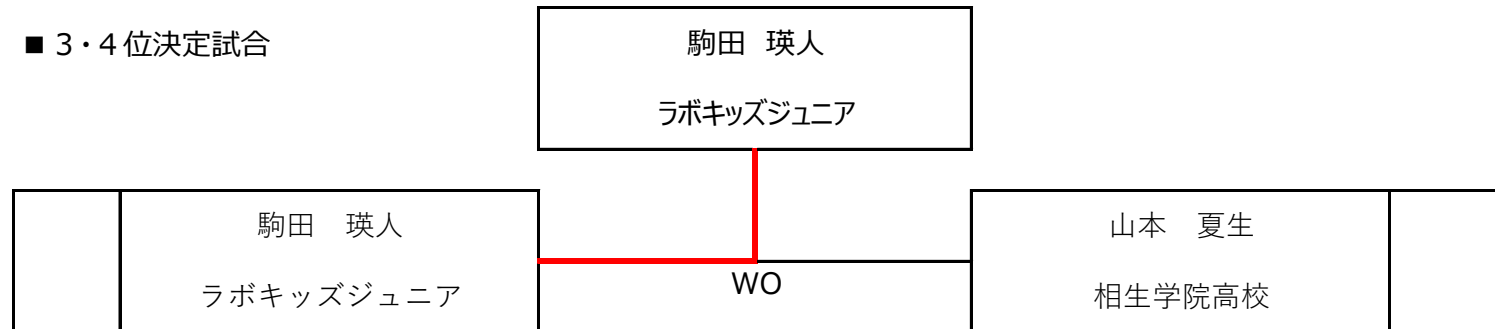 ■ 3・4位決定試合
駒田 瑛人
ラボキッズジュニア
駒田　瑛人
ラボキッズジュニア
WO
山本　夏生
相生学院高校